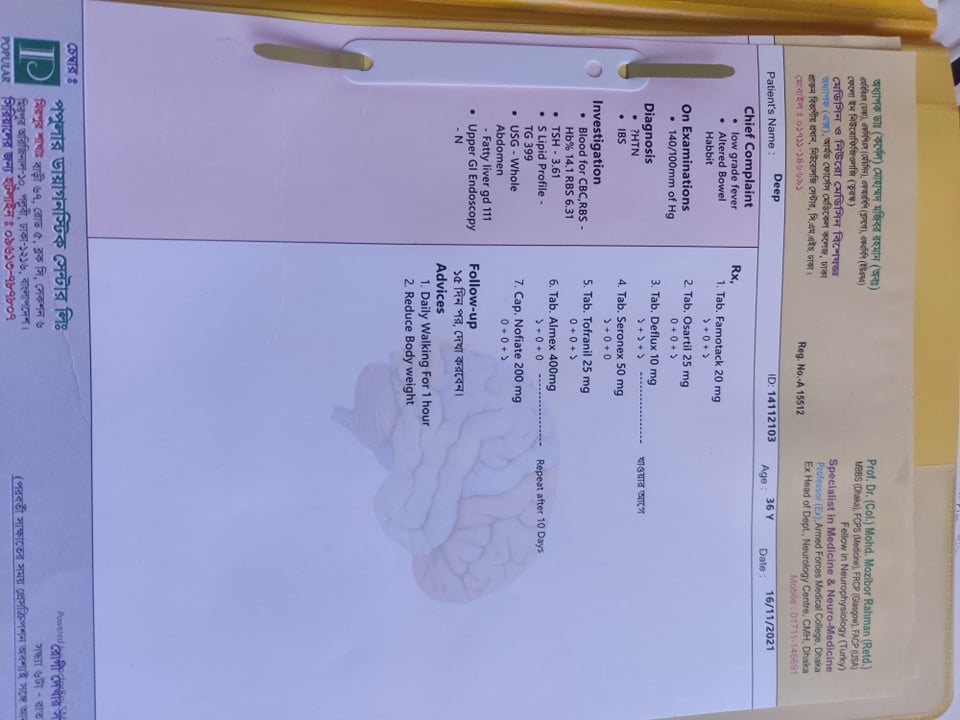 অধ্যাপক ডাঃ (কর্ণেল) মোহাম্মদ মজিবর রহমান (অবঃ)
এমবিবিএস (ঢাকা), এফসিপিএস (মেডিসিন), এফআরসিপি (গ্লাসগো), এফএসিপি (ইউএসএ)
ফেলো ইন নিউরোফিজিওলজি (তুরস্ক)
মেডিসিন ও নিউরো মেডিসিন বিশেষজ্ঞ
অধ্যাপক (এক্স), আর্মড ফোর্সেস মেডিকেল কলেজ, ঢাকা
প্রাক্তন বিভাগীয় প্রধান, নিউরোলজি সেন্টার, সি.এম.এইচ, ঢাকা।
মোবাইল ঃ ০১৭১১-১৪৬৬৯১
Prof. Dr. (Col.) Mohd. Mozibor Rahman (Retd.)
MBBS (Dhaka), FCPS (Medicine), FRCP (Glasgow), FACP (USA)
Fellow in Neurophysiology (Turky)
Specialist in Medicine & Neuro-Medicine
Professor (Ex), Armed Forces Medical College, Dhaka
Ex Head of Dept., Neurology Centre, CMH, Dhaka
Mobile : 01711-146691
Reg. No.-A 15512
Patient's Name : Deep ID: 14112103 Age : 36 Y Date : 16/11/2021
Chief Complaint
• low grade fever
• Altered Bowel
Habbit
On Examinations
• 140/100mm of Hg
Diagnosis
• ?HTN
• IBS
Investigation
• Blood for CBC,RBS -
Hb% 14.1 RBS 6.31
• TSH - 3.61
• S Lipid Profile -
TG 399
• USG - Whole
Abdomen
- Fatty liver gd 111
• Upper GI Endoscopy
- N
Rx,
1. Tab. Famotack 20 mg
১ + ০ + ১
2. Tab. Osartil 25 mg
০ + ০ + ১
3. Tab. Deflux 10 mg
১ + ১ + ১ ------------------ খাওয়ার আগে
4. Tab. Seronex 50 mg
১ + ০ + ০
5. Tab. Tofranil 25 mg
০ + ০ + ১
6. Tab. Almex 400mg
১ + ০ + ০ ------------------ Repeat after 10 Days
7. Cap. Nofiate 200 mg
০ + ০ + ১
Follow-up
১৫ দিন পর, দেখা করবেন।
Advices
1. Daily Walking For 1 hour
2. Reduce Body weight
চেম্বার ঃ
POPULAR
পপুলার ডায়াগনস্টিক সেন্টার লিঃ
মিরপুর শাখাঃ বাড়ী ৬৭, রোড ৫, ব্লক সি, সেকশন ৬
মিরপুর অরিজিনাল-১০, পল্লবী, ঢাকা-১২১৬, বাংলাদেশ।
সিরিয়ালের জন্য হটলাইন ঃ ০৯৬১৩-৭৮৭৮০৭
Powered
রোগী দেখার
সন্ধ্যা ৬টা - রাত
(পরবর্তী সাক্ষাতের সময় প্রেসক্রিপশন অবশ্যই সঙ্গে